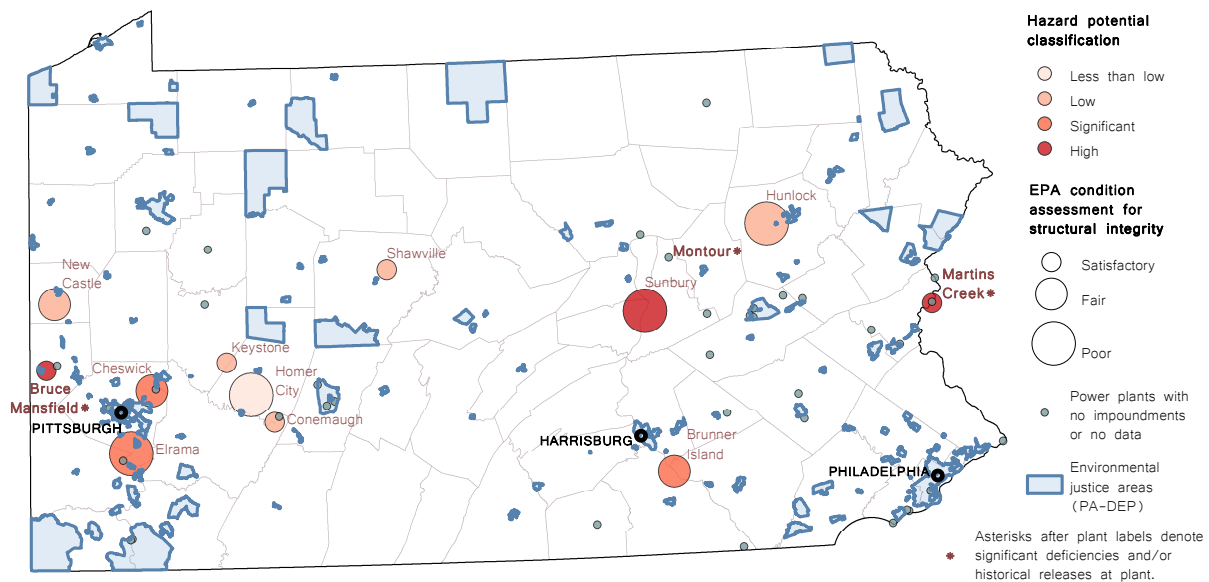 Hazard potential
classification
Less than low
Low
Significant
High
EPA condition
assessment for
structural integrity
Satisfactory
Fair
Poor
Power plants with
no impoundments
or no data
Environmental
justice areas
(PA-DEP)
Asterisks after plant labels denote
* significant deficiencies and/or
historical releases at plant.
Hunlock
Montour*
Shawville
New
Castle
Sunbury
Martins
Creek*
Keystone
Cheswick
Homer
City
Bruce
Mansfield*
Conemaugh
PITTSBURGH
Elrama
HARRISBURG
Brunner
Island
PHILADELPHIA